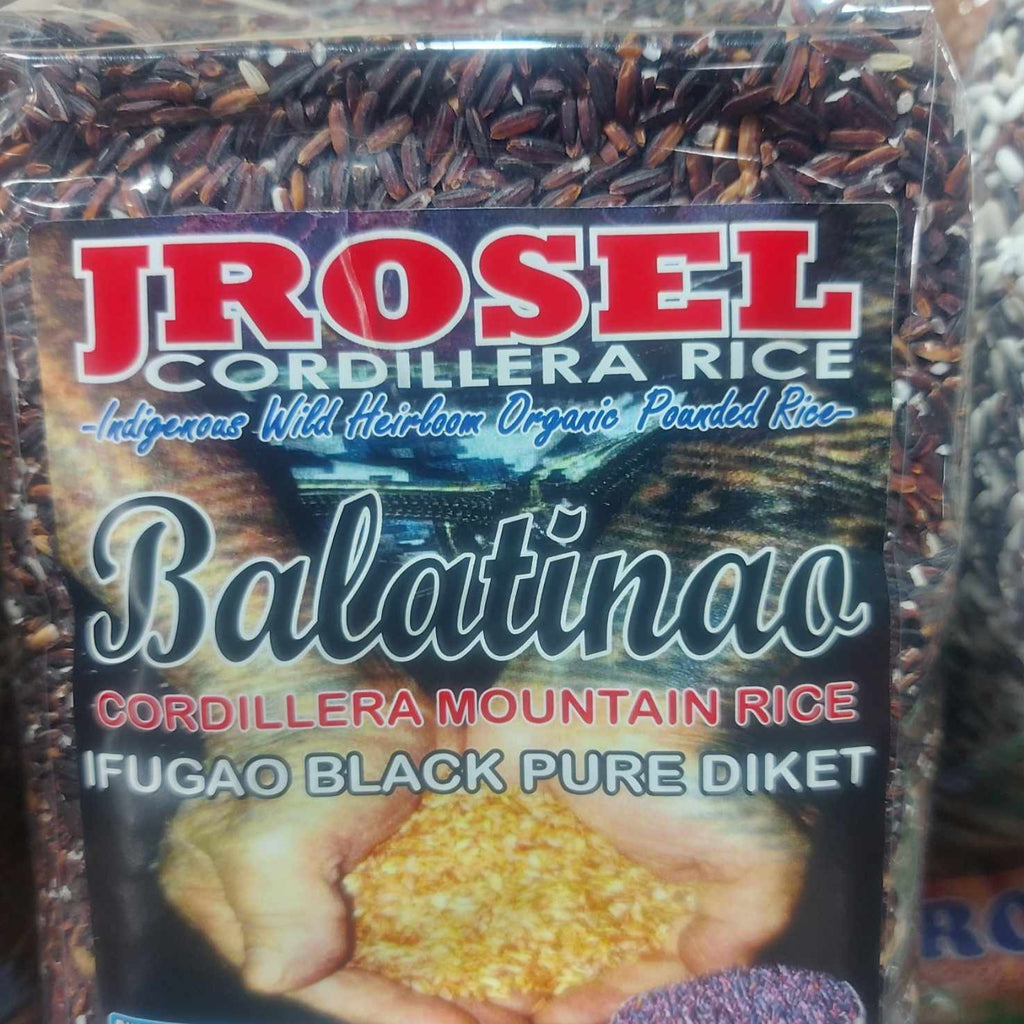 JROSEL
CORDILLERA RICE
-Indigenous Wild Heirloom Organic Pounded Rice-
Balatinao
CORDILLERA MOUNTAIN RICE
IFUGAO BLACK PURE DIKET